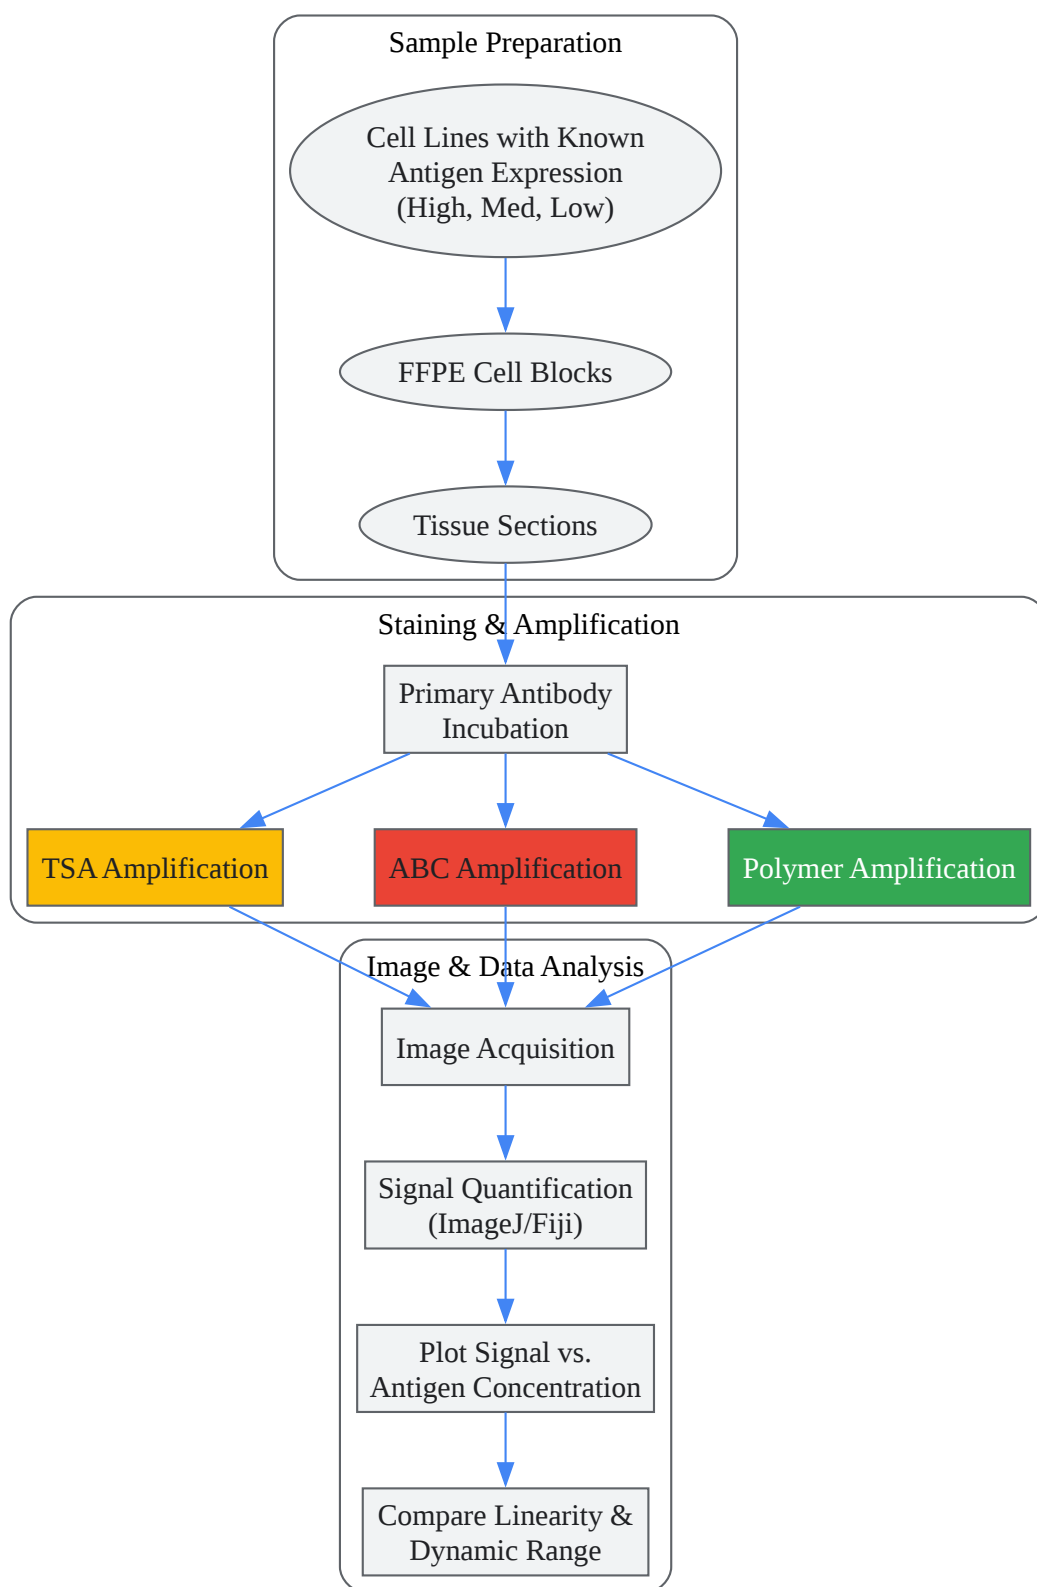 Sample Preparation
Cell Lines with Known
Antigen Expression
(High, Med, Low)
FFPE Cell Blocks
Tissue Sections
Staining & Amplification
Primary Antibody
Incubation
TSA Amplification
ABC Amplification
Polymer Amplification
Image & Data Analysis
Image Acquisition
Signal Quantification
(ImageJ/Fiji)
Plot Signal vs.
Antigen Concentration
Compare Linearity &
Dynamic Range